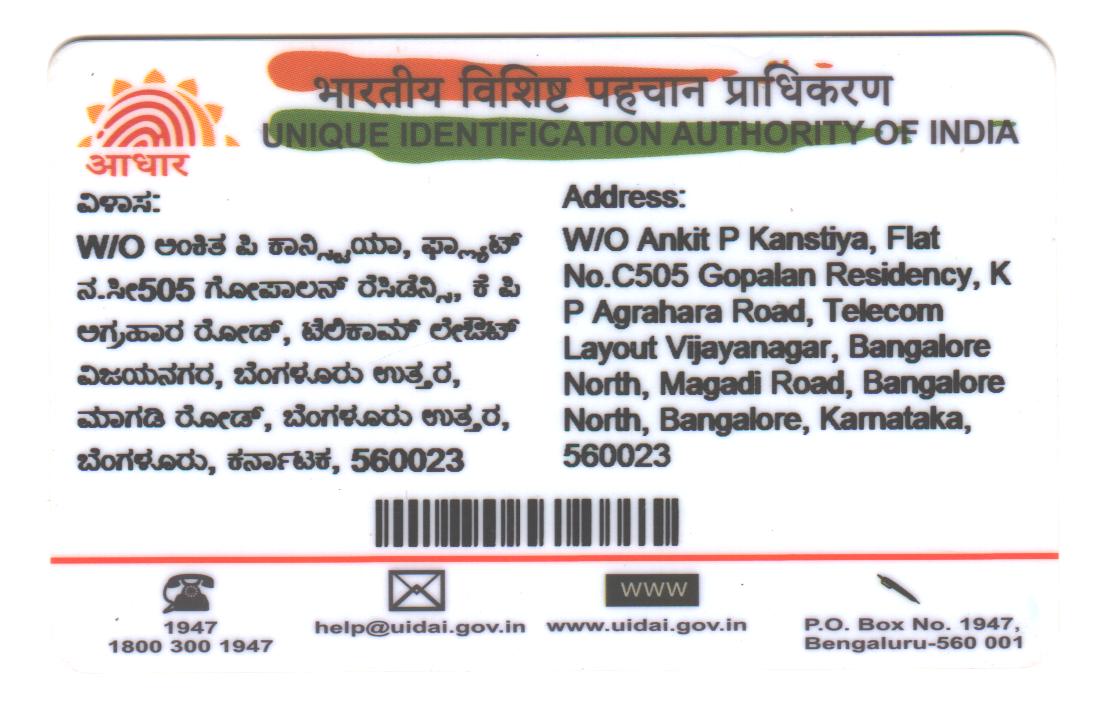 भारतीय विशिष्ट पहचान प्राधिकरण
UNIQUE IDENTIFICATION AUTHORITY OF INDIA
आधार
ವಿಳಾಸ:
W/O ಅಂಕಿತ ಪಿ ಕಾನ್ಸ್ಟಿಯಾ, ಫ್ಲ್ಯಾಟ್
ನ.ಸೀ505 ಗೋಪಾಲನ್ ರೆಸಿಡೆನ್ಸಿ, ಕೆ ಪಿ
ಅಗ್ರಹಾರ ರೋಡ್, ಟೆಲಿಕಾಮ್ ಲೇಔಟ್
ವಿಜಯನಗರ, ಬೆಂಗಳೂರು ಉತ್ತರ,
ಮಾಗಡಿ ರೋಡ್, ಬೆಂಗಳೂರು ಉತ್ತರ,
ಬೆಂಗಳೂರು, ಕರ್ನಾಟಕ, 560023
Address:
W/O Ankit P Kanstiya, Flat
No.C505 Gopalan Residency, K
P Agrahara Road, Telecom
Layout Vijayanagar, Bangalore
North, Magadi Road, Bangalore
North, Bangalore, Karnataka,
560023
1947
1800 300 1947
help@uidai.gov.in
WWW
www.uidai.gov.in
P.O. Box No. 1947,
Bengaluru-560 001